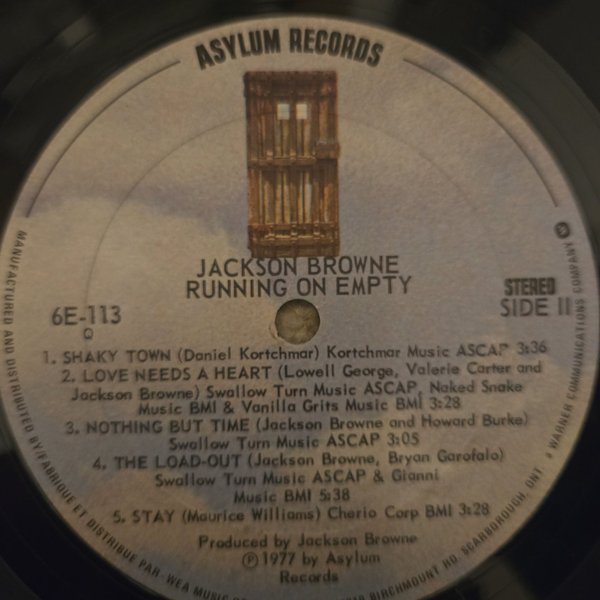 ASYLUM RECORDS
JACKSON BROWNE
RUNNING ON EMPTY
6E-113
STEREO
SIDE II
1. SHAKY TOWN (Daniel Kortchmar) Kortchmar Music ASCAP 3:36
2. LOVE NEEDS A HEART (Lowell George, Valerie Carter and
Jackson Browne) Swallow Turn Music ASCAP, Naked Snake
Music BMI & Vanilla Grits Music BMI 3:28
3. NOTHING BUT TIME (Jackson Browne and Howard Burke)
Swallow Turn Music ASCAP 3:05
4. THE LOAD-OUT (Jackson Browne, Bryan Garofalo)
Swallow Turn Music ASCAP & Gianni
Music BMI 5:38
5. STAY (Maurice Williams) Cherio Corp BMI 3:28
Produced by Jackson Browne
Ⓟ 1977 by Asylum
Records
MANUFACTURED AND DISTRIBUTED BY/FABRIQUE ET DISTRIBUE PAR - WEA MUSIC BIRCHMOUNT RD. SCARBOROUGH, ONT A WARNER COMMUNICATIONS COMPANY